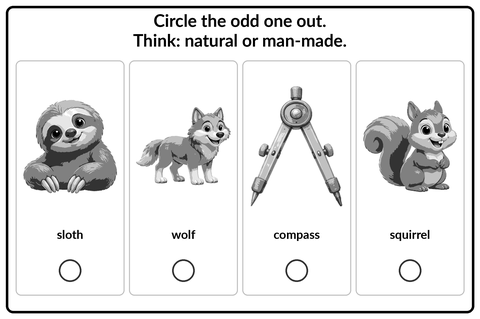 Circle the odd one out.
Think: natural or man-made.
sloth
wolf
compass
squirrel